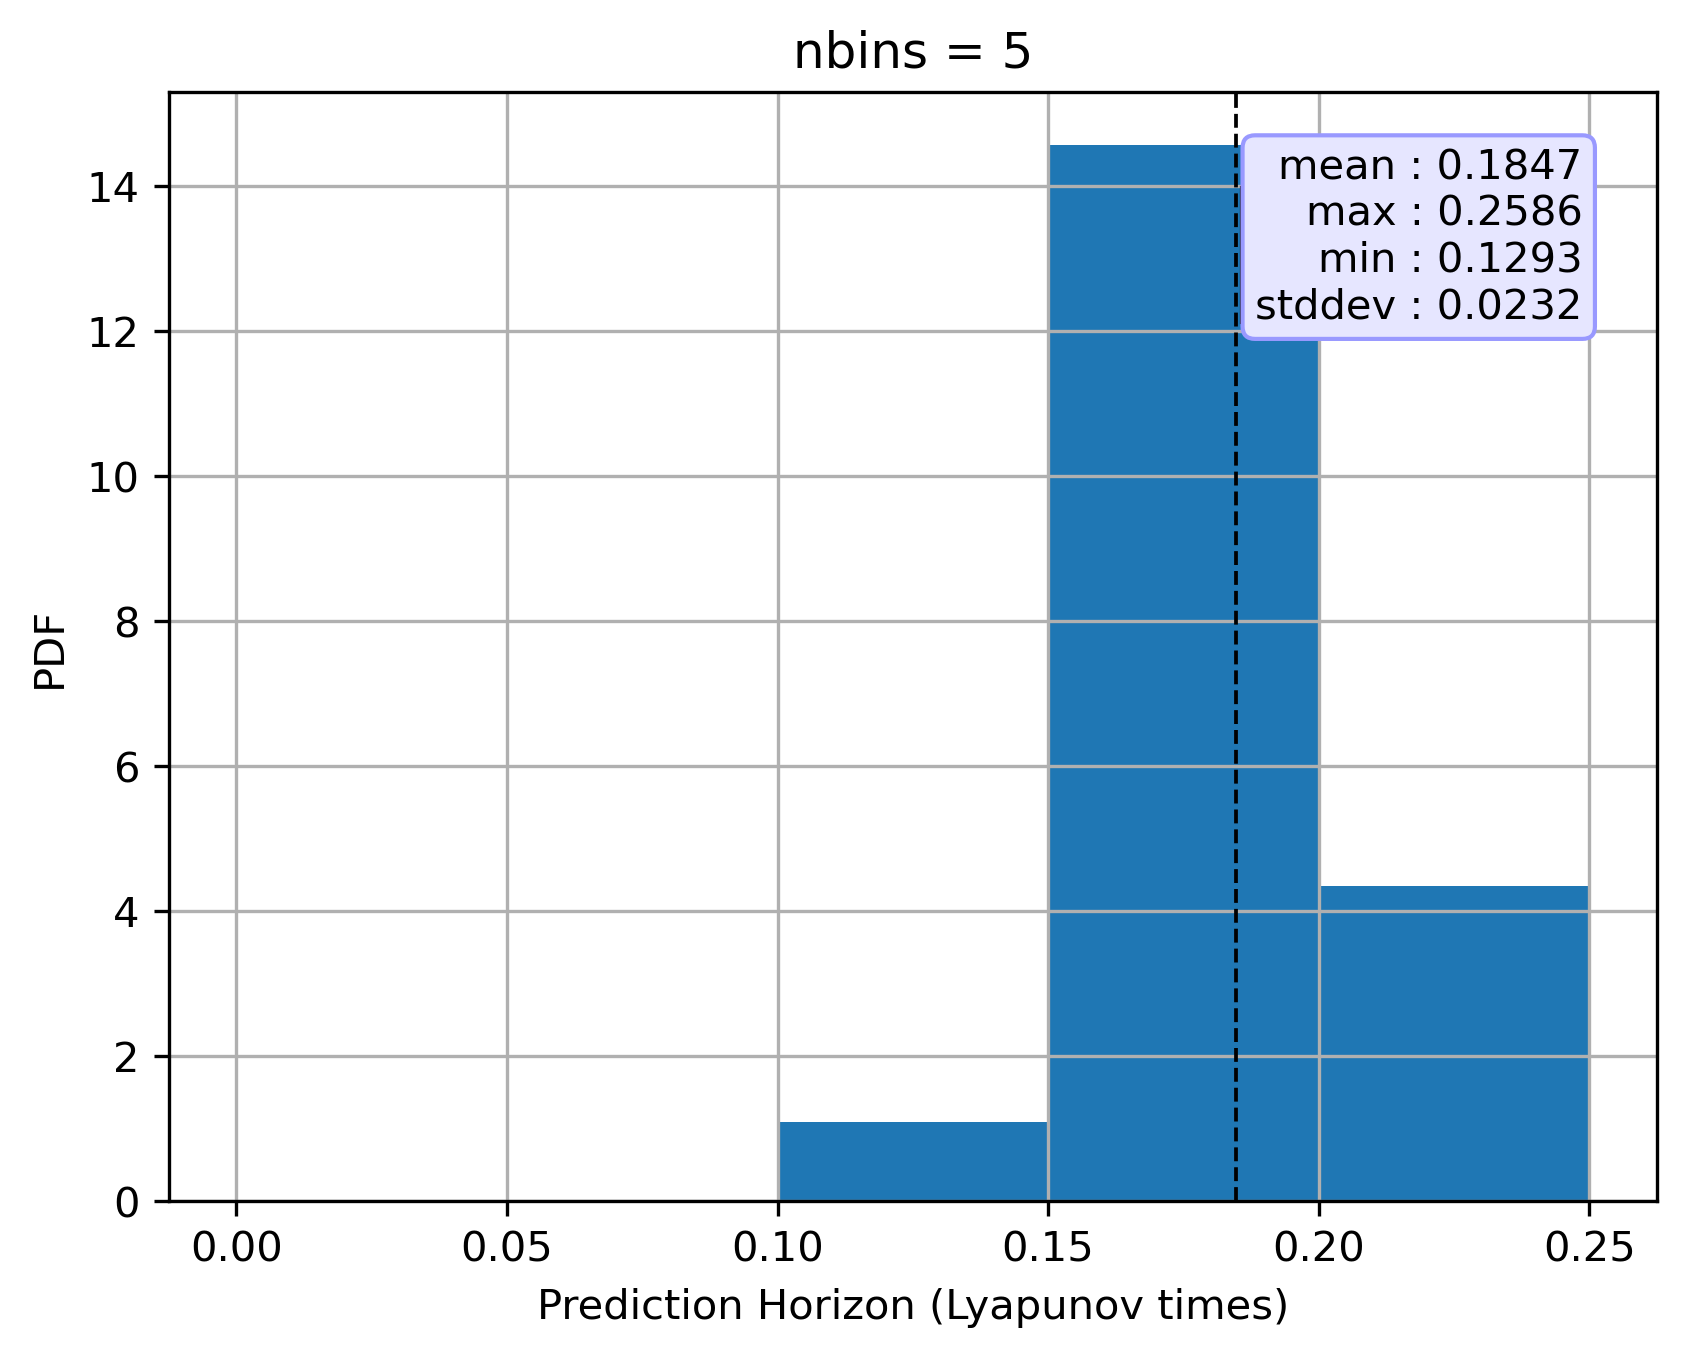 nbins = 5
mean : 0.1847
max : 0.2586
min : 0.1293
stddev : 0.0232
14
12
10
8
6
4
2
0
PDF
0.00 0.05 0.10 0.15 0.20 0.25
Prediction Horizon (Lyapunov times)